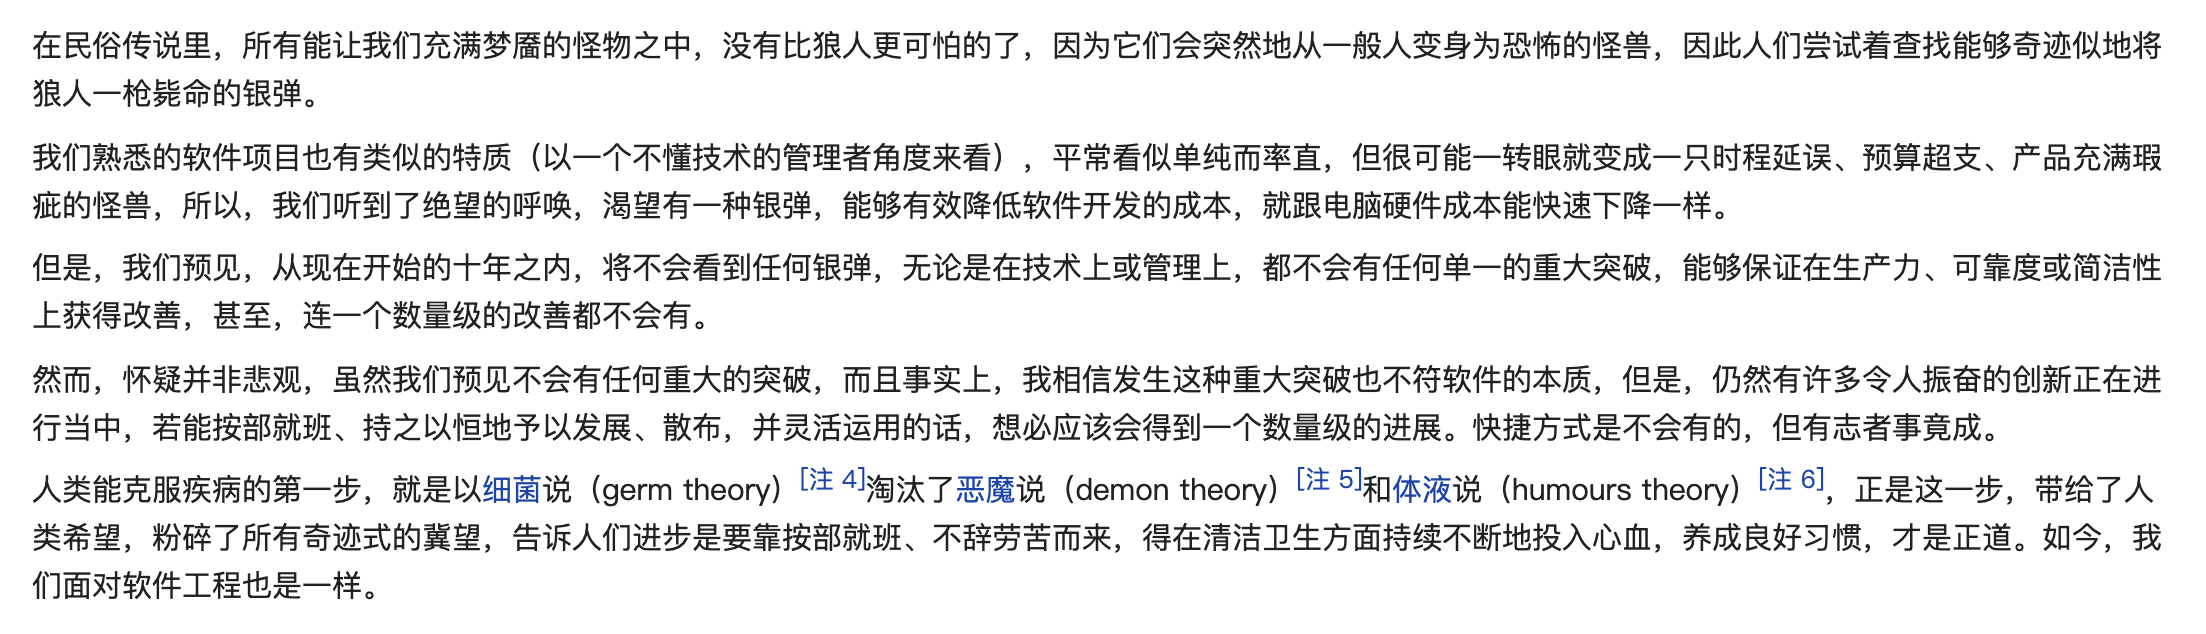 在民俗传说里，所有能让我们充满梦靥的怪物之中，没有比狼人更可怕的了，因为它们会突然地从一般人变身为恐怖的怪兽，因此人们尝试着查找能够奇迹似地将
狼人一枪毙命的银弹。
我们熟悉的软件项目也有类似的特质（以一个不懂技术的管理者角度来看），平常看似单纯而率直，但很可能一转眼就变成一只时程延误、预算超支、产品充满瑕
疵的怪兽，所以，我们听到了绝望的呼唤，渴望有一种银弹，能够有效降低软件开发的成本，就跟电脑硬件成本能快速下降一样。
但是，我们预见，从现在开始的十年之内，将不会看到任何银弹，无论是在技术上或管理上，都不会有任何单一的重大突破，能够保证在生产力、可靠度或简洁性
上获得改善，甚至，连一个数量级的改善都不会有。
然而，怀疑并非悲观，虽然我们预见不会有任何重大的突破，而且事实上，我相信发生这种重大突破也不符软件的本质，但是，仍然有许多令人振奋的创新正在进
行当中，若能按部就班、持之以恒地予以发展、散布，并灵活运用的话，想必应该会得到一个数量级的进展。快捷方式是不会有的，但有志者事竟成。
人类能克服疾病的第一步，就是以细菌说（germ theory）[注 4]淘汰了恶魔说（demon theory）[注 5]和体液说（humours theory）[注 6]，正是这一步，带给了人
类希望，粉碎了所有奇迹式的冀望，告诉人们进步是要靠按部就班、不辞劳苦而来，得在清洁卫生方面持续不断地投入心血，养成良好习惯，才是正道。如今，我
们面对软件工程也是一样。